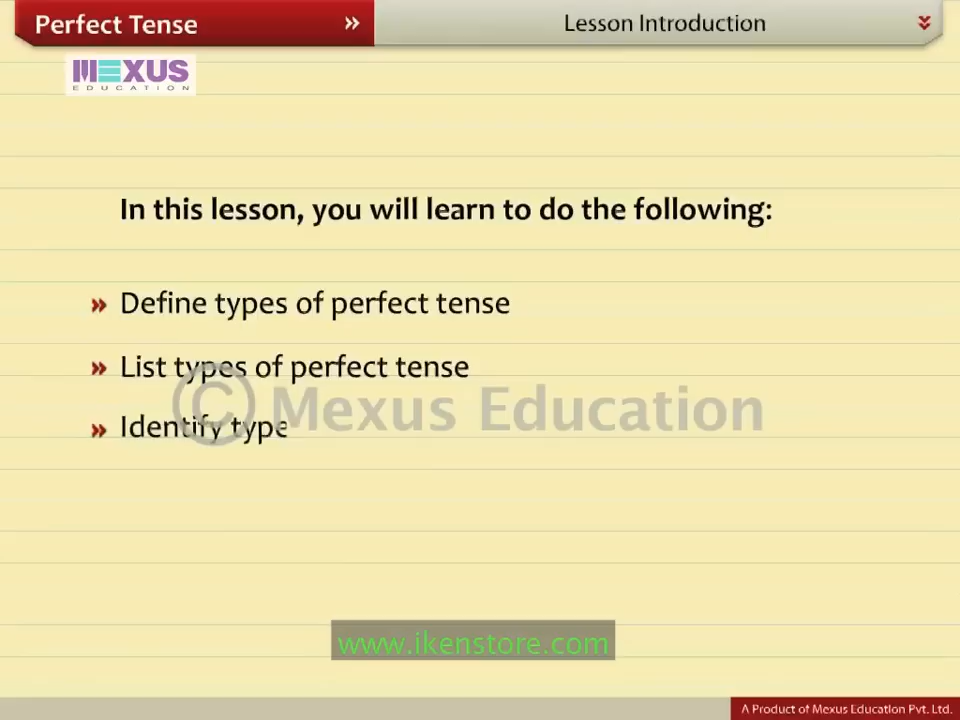 Perfect Tense »
Lesson Introduction
MEXUS
EDUCATION
In this lesson, you will learn to do the following:
» Define types of perfect tense
» List types of perfect tense
© Mexus Education
» Identify type
www.ikenstore.com
A Product of Mexus Education Pvt. Ltd.